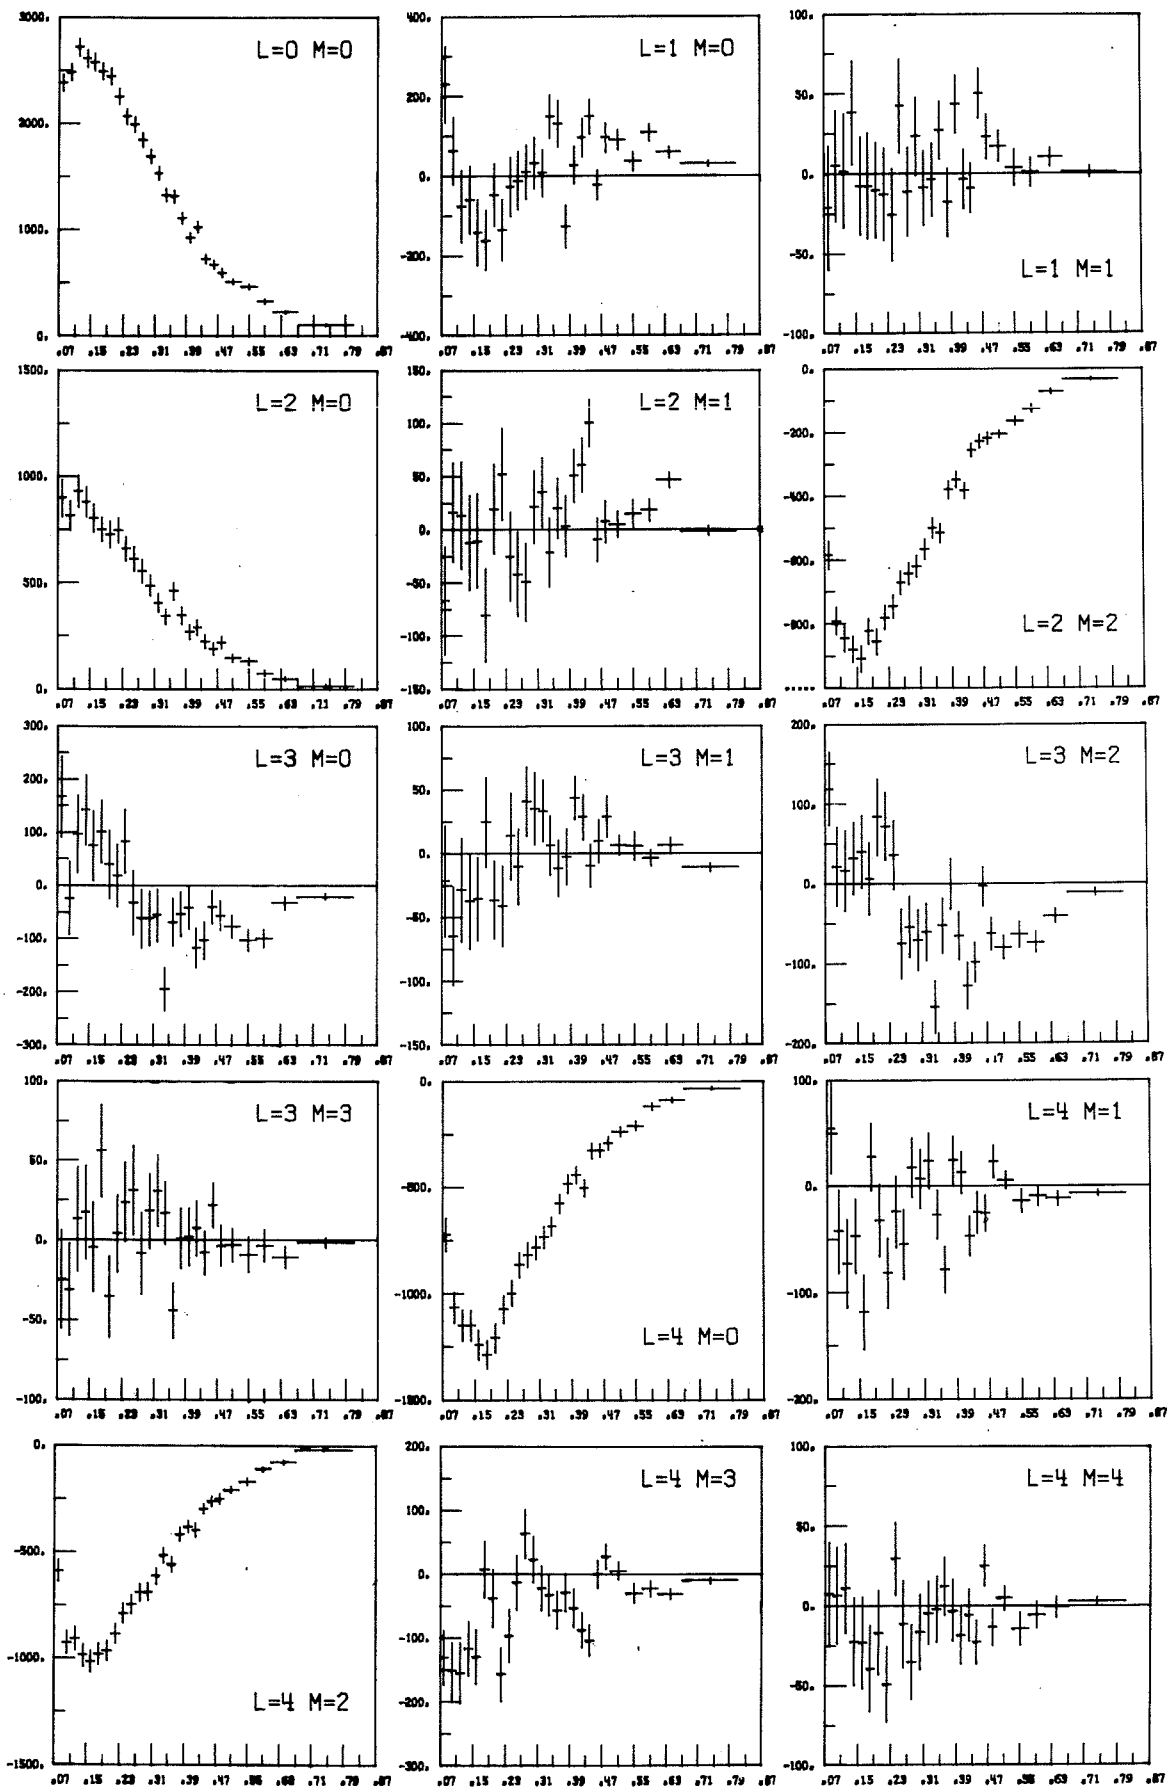 3000.
L=0 M=0
2000.
1000.
0.
.07 .15 .23 .31 .39 .47 .55 .63 .71 .79 .87
400.
L=1 M=0
200.
0.
-200.
-400.
.07 .15 .23 .31 .39 .47 .55 .63 .71 .79 .87
100.
50.
0.
-50.
L=1 M=1
-100.
.07 .15 .23 .31 .39 .47 .55 .63 .71 .79 .87
1500.
L=2 M=0
1000.
500.
0.
.07 .15 .23 .31 .39 .47 .55 .63 .71 .79 .87
150.
L=2 M=1
100.
50.
0.
-50.
-100.
-150.
.07 .15 .23 .31 .39 .47 .55 .63 .71 .79 .87
0.
-200.
-400.
-600.
-800.
L=2 M=2
.07 .15 .23 .31 .39 .47 .55 .63 .71 .79 .87
300.
L=3 M=0
200.
100.
0.
-100.
-200.
-300.
.07 .15 .23 .31 .39 .47 .55 .63 .71 .79 .87
100.
L=3 M=1
50.
0.
-50.
-100.
-150.
.07 .15 .23 .31 .39 .47 .55 .63 .71 .79 .87
200.
L=3 M=2
100.
0.
-100.
-200.
.07 .15 .23 .31 .39 .47 .55 .63 .71 .79 .87
100.
L=3 M=3
50.
0.
-50.
-100.
.07 .15 .23 .31 .39 .47 .55 .63 .71 .79 .87
0.
-500.
-1000.
L=4 M=0
-1500.
.07 .15 .23 .31 .39 .47 .55 .63 .71 .79 .87
100.
L=4 M=1
0.
-100.
-200.
.07 .15 .23 .31 .39 .47 .55 .63 .71 .79 .87
0.
-500.
-1000.
L=4 M=2
-1500.
.07 .15 .23 .31 .39 .47 .55 .63 .71 .79 .87
200.
L=4 M=3
100.
0.
-100.
-200.
-300.
.07 .15 .23 .31 .39 .47 .55 .63 .71 .79 .87
100.
L=4 M=4
50.
0.
-50.
-100.
.07 .15 .23 .31 .39 .47 .55 .63 .71 .79 .87